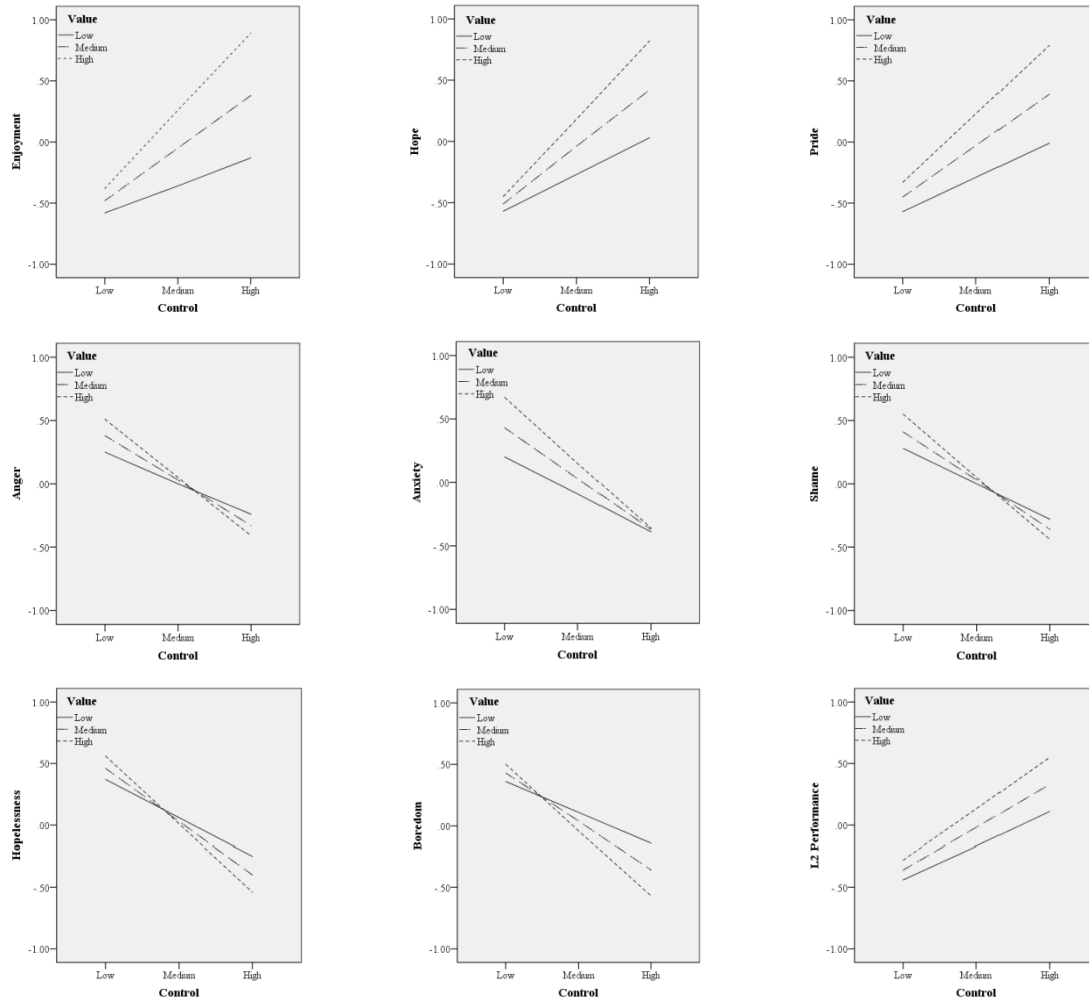 Value
Low
Medium
High
1.00
.50
.00
-.50
-1.00
Enjoyment
Low
Medium
High
Control
Value
Low
Medium
High
1.00
.50
.00
-.50
-1.00
Hope
Low
Medium
High
Control
Value
Low
Medium
High
1.00
.50
.00
-.50
-1.00
Pride
Low
Medium
High
Control
Value
Low
Medium
High
1.00
.50
.00
-.50
-1.00
Anger
Low
Medium
High
Control
Value
Low
Medium
High
1.00
.50
.00
-.50
-1.00
Anxiety
Low
Medium
High
Control
Value
Low
Medium
High
1.00
.50
.00
-.50
-1.00
Shame
Low
Medium
High
Control
Value
Low
Medium
High
1.00
.50
.00
-.50
-1.00
Hopelessness
Low
Medium
High
Control
Value
Low
Medium
High
1.00
.50
.00
-.50
-1.00
Boredom
Low
Medium
High
Control
Value
Low
Medium
High
1.00
.50
.00
-.50
-1.00
L2 Performance
Low
Medium
High
Control